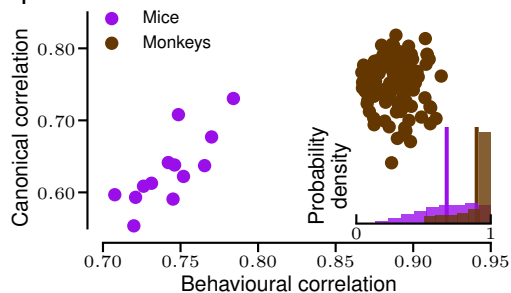 Mice
Monkeys
Canonical correlation
0.80
0.70
0.60
Probability
density
0 1
0.70 0.75 0.80 0.85 0.90 0.95
Behavioural correlation